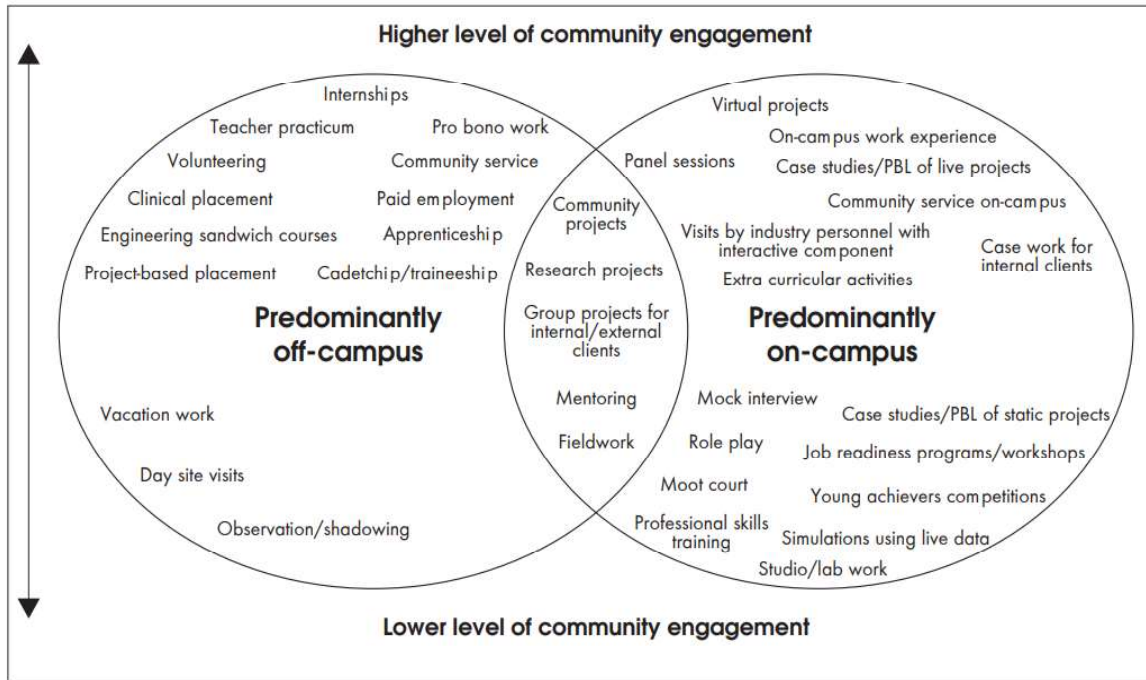 Higher level of community engagement
Internships
Teacher practicum
Pro bono work
Volunteering
Community service
Clinical placement
Paid employment
Engineering sandwich courses
Apprenticeship
Project-based placement
Cadetchip/traineeship
Predominantly
off-campus
Vacation work
Day site visits
Observation/shadowing
Community
projects
Research projects
Group projects for
internal/external
clients
Mentoring
Fieldwork
Virtual projects
On-campus work experience
Panel sessions
Case studies/PBL of live projects
Community service on-campus
Visits by industry personnel with
interactive component
Case work for
internal clients
Extra curricular activities
Predominantly
on-campus
Mock interview
Case studies/PBL of static projects
Role play
Job readiness programs/workshops
Moot court
Young achievers competitions
Professional skills
training
Simulations using live data
Studio/lab work
Lower level of community engagement